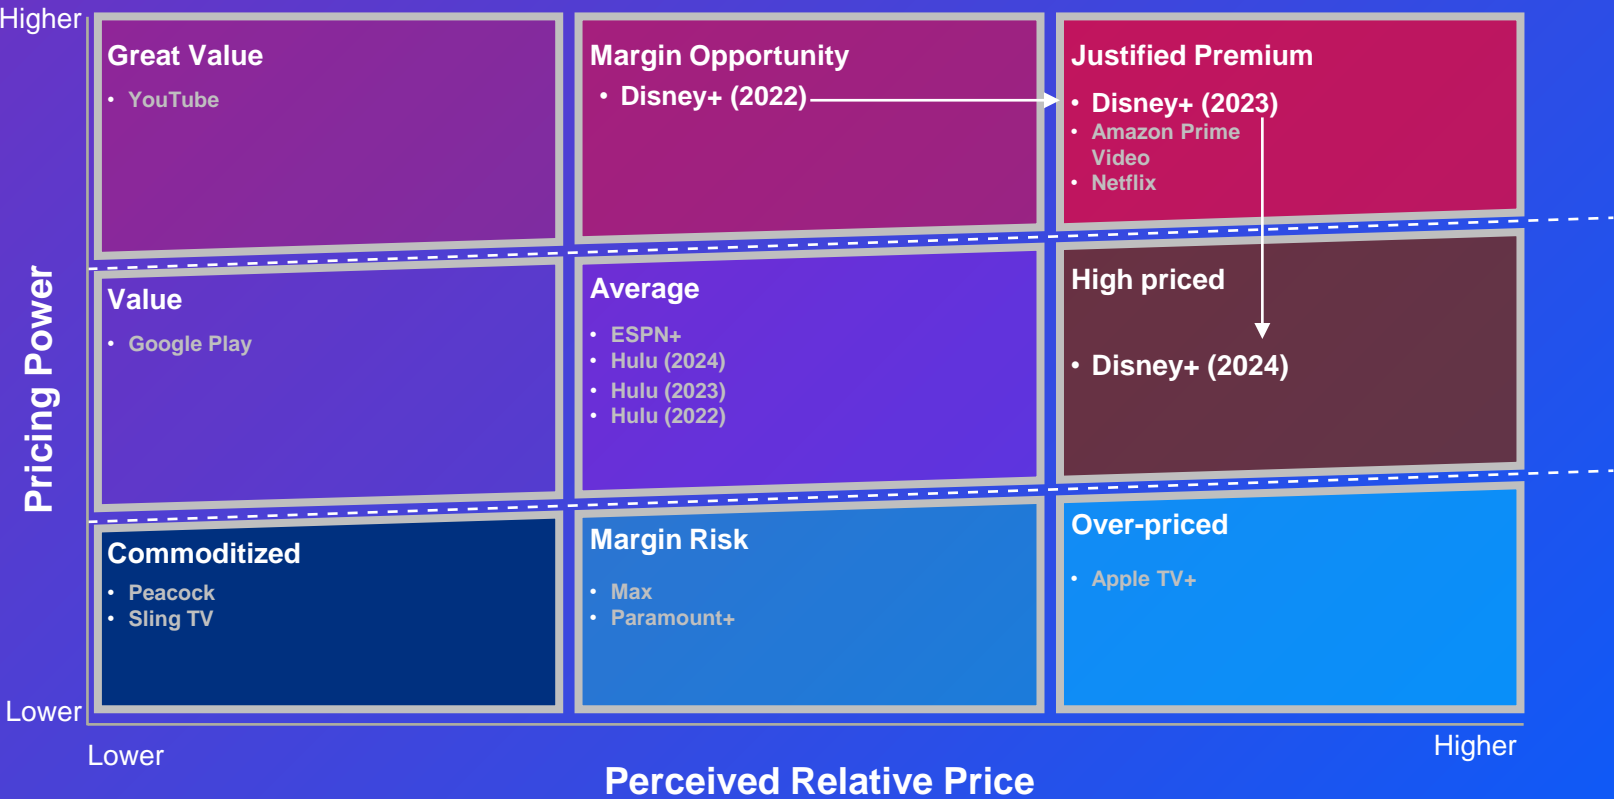 Higher
Great Value
• YouTube
Margin Opportunity
• Disney+ (2022)
Justified Premium
• Disney+ (2023)
• Amazon Prime
Video
• Netflix
Pricing Power
Value
• Google Play
Average
• ESPN+
• Hulu (2024)
• Hulu (2023)
• Hulu (2022)
High priced
• Disney+ (2024)
Commoditized
• Peacock
• Sling TV
Margin Risk
• Max
• Paramount+
Over-priced
• Apple TV+
Lower
Lower
Higher
Perceived Relative Price